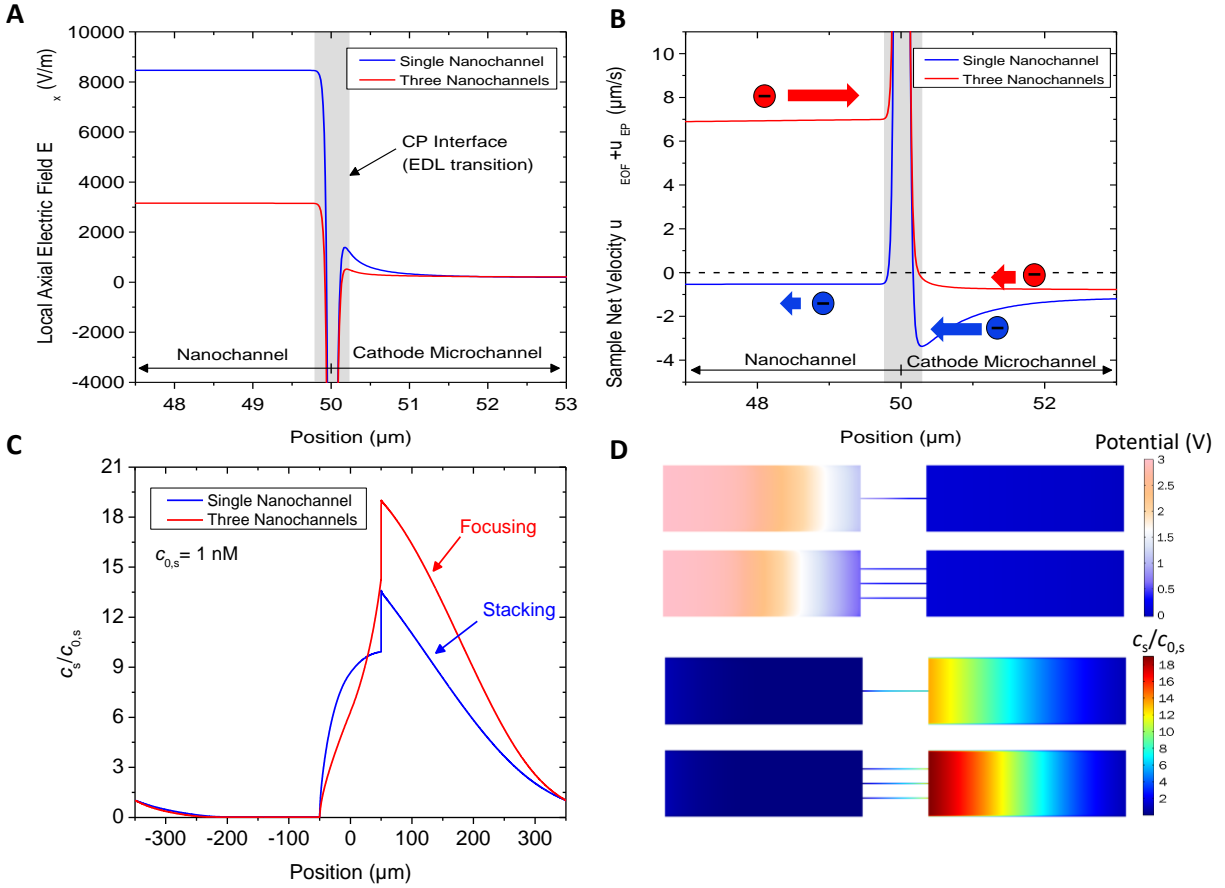 A
Local Axial Electric Field E x (V/m)
10000
8000
6000
4000
2000
0
-2000
-4000
Single Nanochannel
Three Nanochannels
CP Interface
(EDL transition)
Nanochannel
Cathode Microchannel
48
49
50
51
52
53
Position (µm)
B
Sample Net Velocity u EOF +u EP (µm/s)
10
8
6
4
2
0
-2
-4
Single Nanochannel
Three Nanochannels
Nanochannel
Cathode Microchannel
48
50
52
Position (µm)
C
cs/c0,s
21
18
15
12
9
6
3
0
Single Nanochannel
Three Nanochannels
c0,s= 1 nM
Focusing
Stacking
-300
-200
-100
0
100
200
300
Position (µm)
D
Potential (V)
3
2.5
2
1.5
1
0.5
0
cs/c0,s
18
16
14
12
10
8
6
4
2